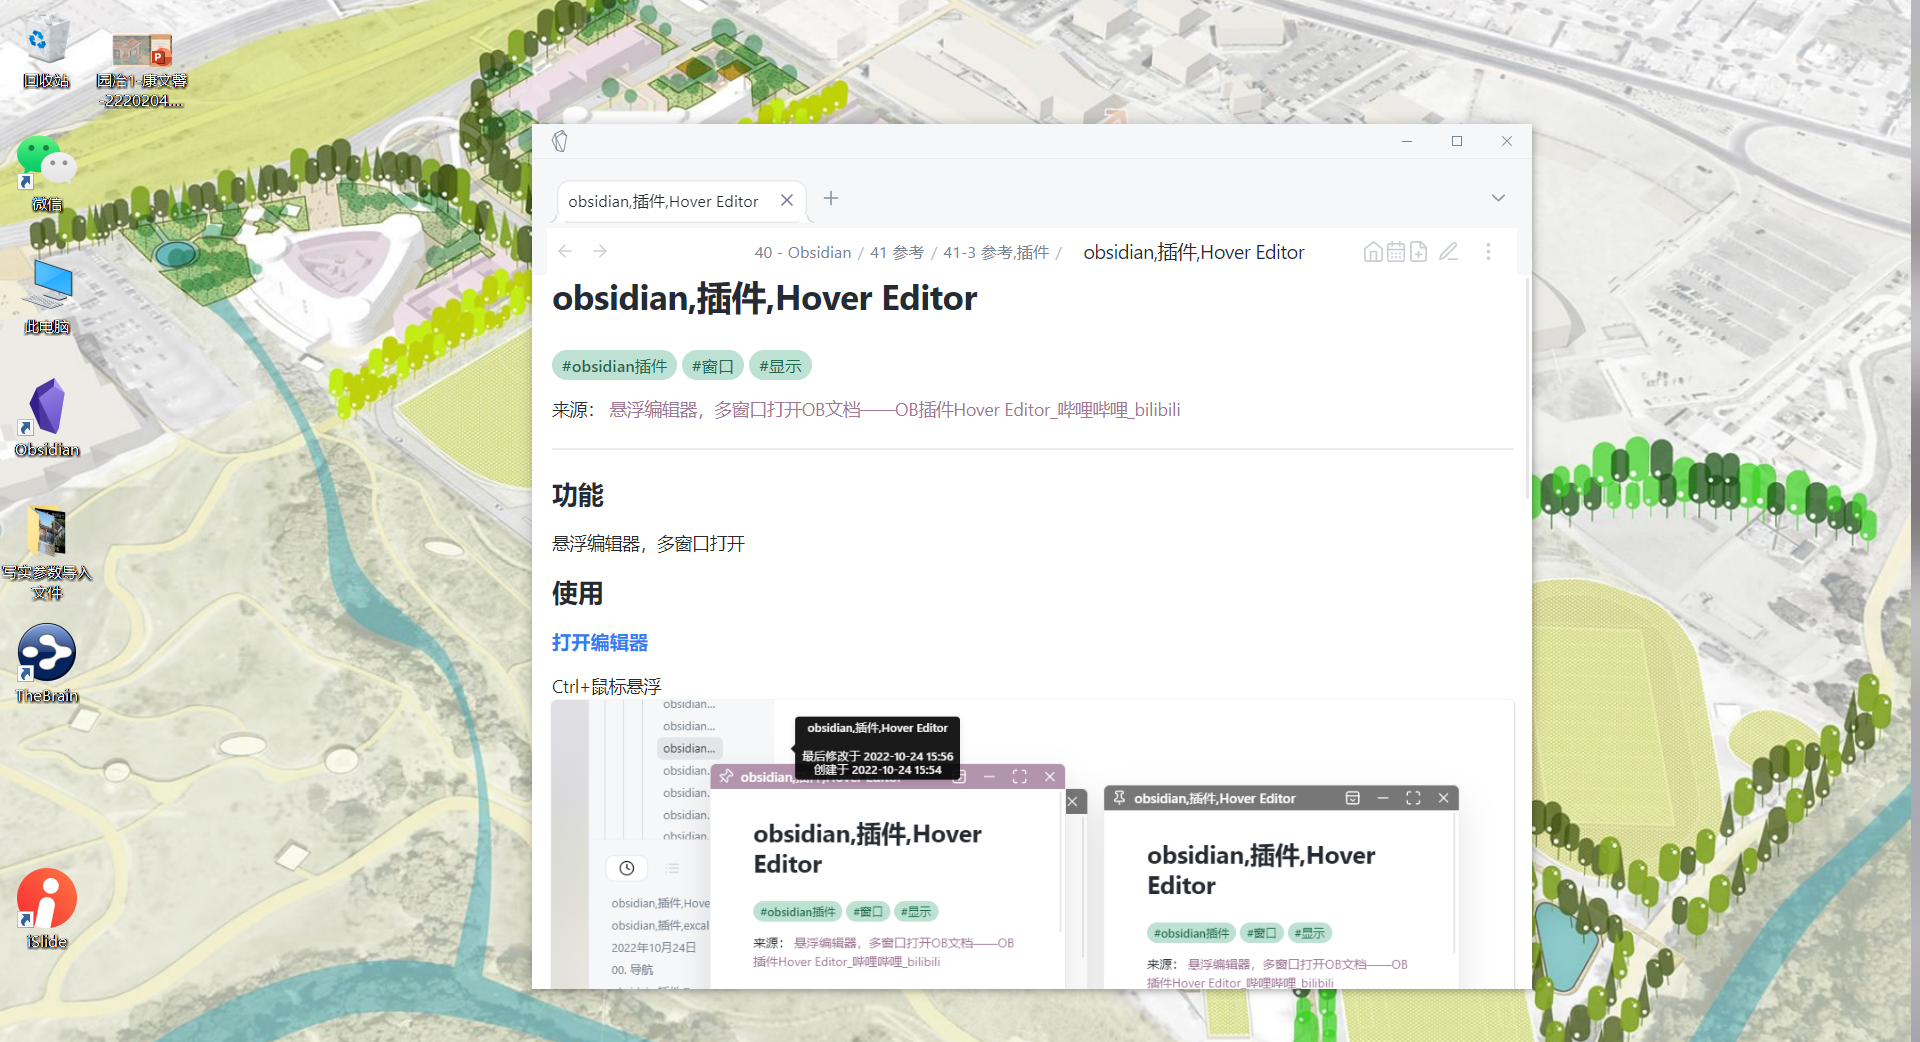 回收站
园冶1-康文馨
-2220204....
微信
此电脑
Obsidian
写实参数导入
文件
TheBrain
iSlide
obsidian,插件,Hover Editor
40 - Obsidian / 41 参考 / 41-3 参考,插件 / obsidian,插件,Hover Editor
obsidian,插件,Hover Editor
#obsidian插件 #窗口 #显示
来源： 悬浮编辑器，多窗口打开OB文档——OB插件Hover Editor_哔哩哔哩_bilibili
功能
悬浮编辑器，多窗口打开
使用
打开编辑器
Ctrl+鼠标悬浮
obsidian...
obsidian...
obsidian...
obsidian.
obsidian.
obsidian.
obsidian.
obsidian,插件,Hove
obsidian,插件,excal
2022年10月24日
00. 导航
obsidian,插件,Hover Editor
最后修改于 2022-10-24 15:56
创建于 2022-10-24 15:54
obsidian,插件,Hover Editor
obsidian,插件,Hover
Editor
#obsidian插件 #窗口 #显示
来源： 悬浮编辑器，多窗口打开OB文档——OB
插件Hover Editor_哔哩哔哩_bilibili
obsidian,插件,Hover Editor
obsidian,插件,Hover
Editor
#obsidian插件 #窗口 #显示
来源： 悬浮编辑器，多窗口打开OB文档——OB
插件Hover Editor_哔哩哔哩_bilibili